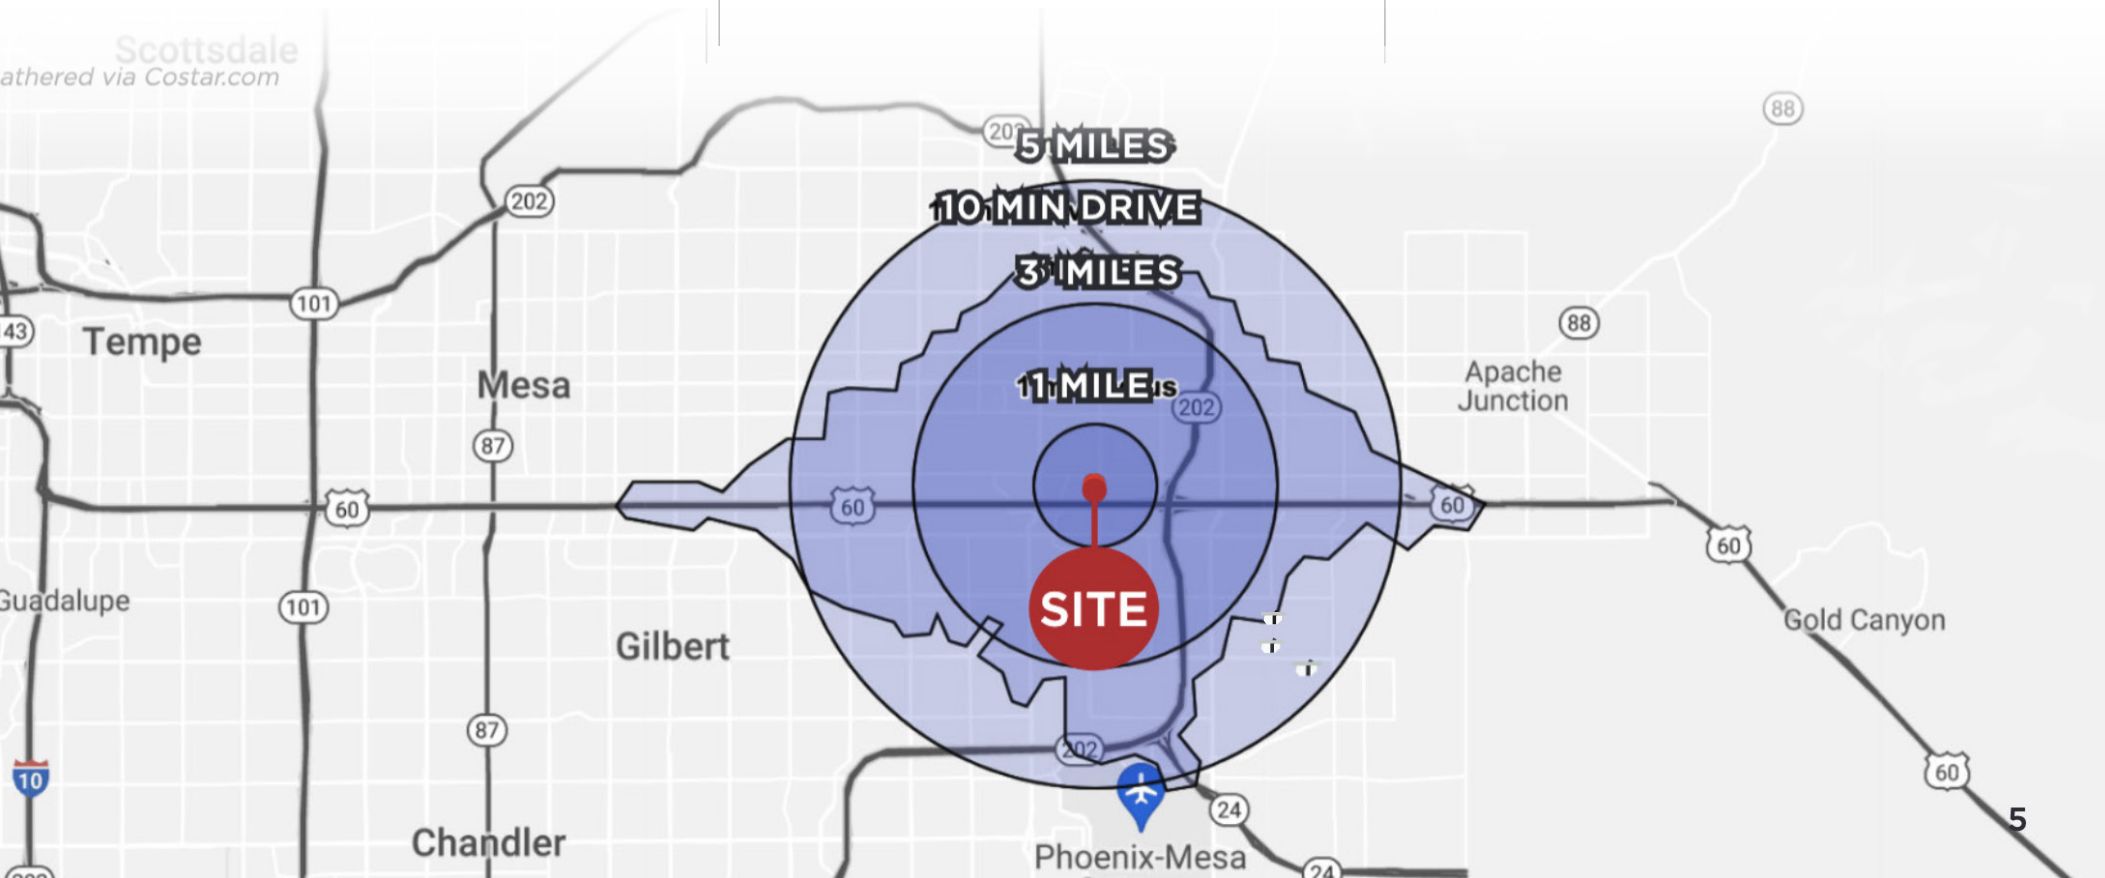 Scottsdale
athered via Costar.com
88
202
5 MILES
202
10 MIN DRIVE
3 MILES
101
88
143
Tempe
Mesa
1 MILE
Apache
Junction
202
87
60
60
60
60
Guadalupe
101
SITE
Gilbert
Gold Canyon
87
202
10
60
24
5
Chandler
Phoenix-Mesa
24